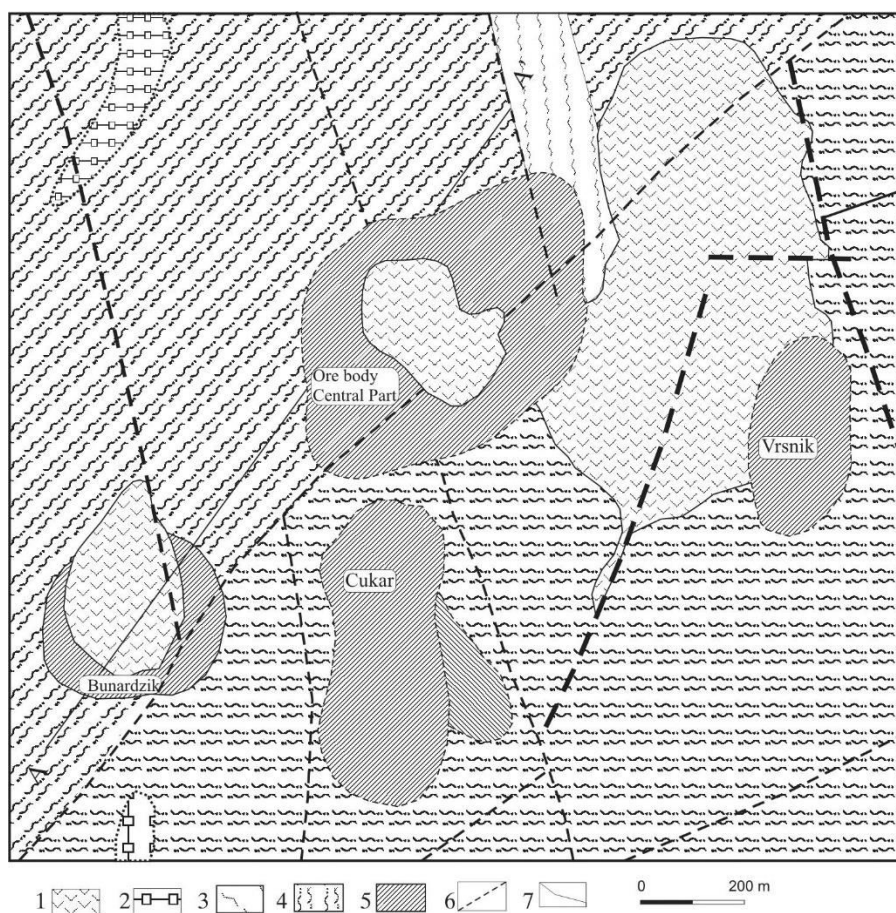 A'
Ore body
Central Part
Vrsnik
Cukar
Bunardzik
A
1 2 3 4 5 6 7 0 200 m